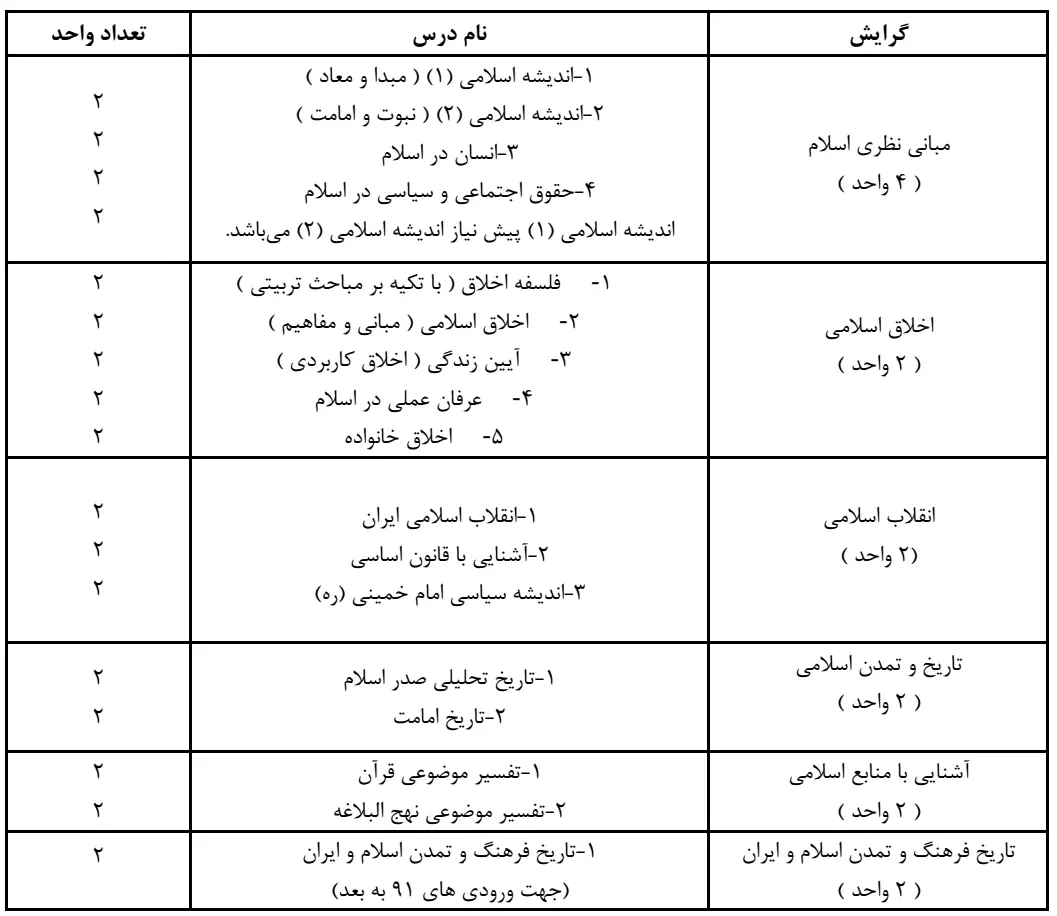 گرایش
نام درس
تعداد واحد
مبانی نظری اسلام
( ۴ واحد )
۱-اندیشه اسلامی (۱) ( مبدا و معاد )
۲-اندیشه اسلامی (۲) ( نبوت و امامت )
۳-انسان در اسلام
۴-حقوق اجتماعی و سیاسی در اسلام
اندیشه اسلامی (۱) پیش نیاز اندیشه اسلامی (۲) می‌باشد.
۲
۲
۲
۲
اخلاق اسلامی
( ۲ واحد )
۱- فلسفه اخلاق ( با تکیه بر مباحث تربیتی )
۲- اخلاق اسلامی ( مبانی و مفاهیم )
۳- آیین زندگی ( اخلاق کاربردی )
۴- عرفان عملی در اسلام
۵- اخلاق خانواده
۲
۲
۲
۲
۲
انقلاب اسلامی
(۲ واحد )
۱-انقلاب اسلامی ایران
۲-آشنایی با قانون اساسی
۳-اندیشه سیاسی امام خمینی (ره)
۲
۲
۲
تاریخ و تمدن اسلامی
( ۲ واحد )
۱-تاریخ تحلیلی صدر اسلام
۲-تاریخ امامت
۲
۲
آشنایی با منابع اسلامی
( ۲ واحد )
۱-تفسیر موضوعی قرآن
۲-تفسیر موضوعی نهج البلاغه
۲
۲
تاریخ فرهنگ و تمدن اسلام و ایران
( ۲ واحد )
۱-تاریخ فرهنگ و تمدن اسلام و ایران
(جهت ورودی های ۹۱ به بعد)
۲